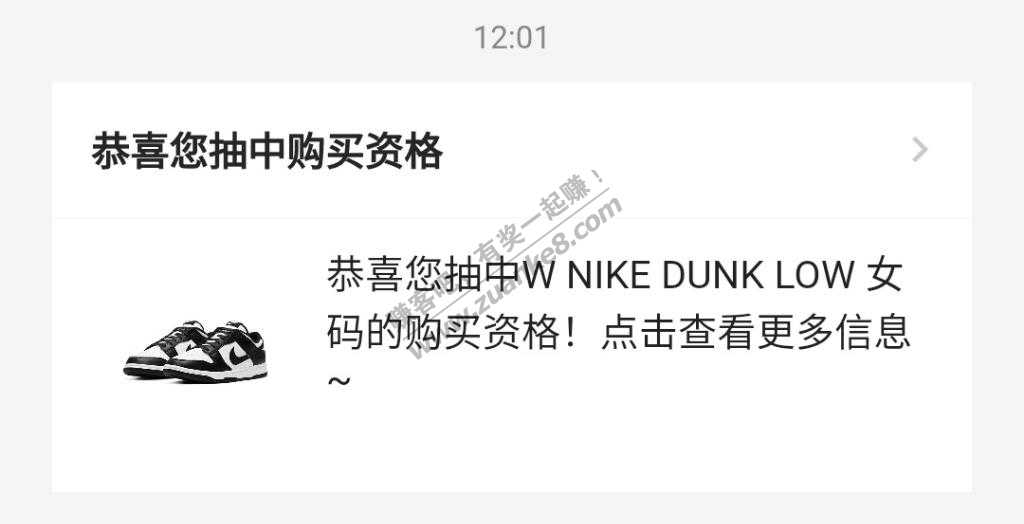 12:01
恭喜您抽中购买资格
恭喜您抽中W NIKE DUNK LOW 女
码的购买资格！点击查看更多信息
~
赚客吧，有奖一起赚！
www.zuanke8.com